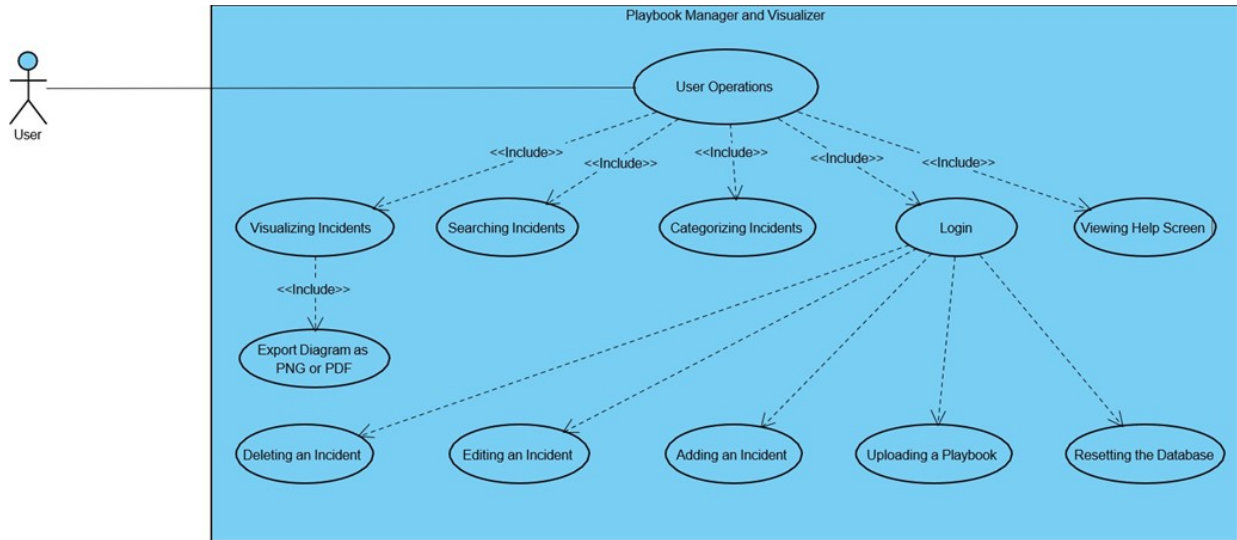 Playbook Manager and Visualizer
User
User Operations
<<Include>>
<<Include>>
<<Include>>
<<Include>>
<<Include>>
Visualizing Incidents
Searching Incidents
Categorizing Incidents
Login
Viewing Help Screen
<<Include>>
Export Diagram as
PNG or PDF
Deleting an Incident
Editing an Incident
Adding an Incident
Uploading a Playbook
Resetting the Database